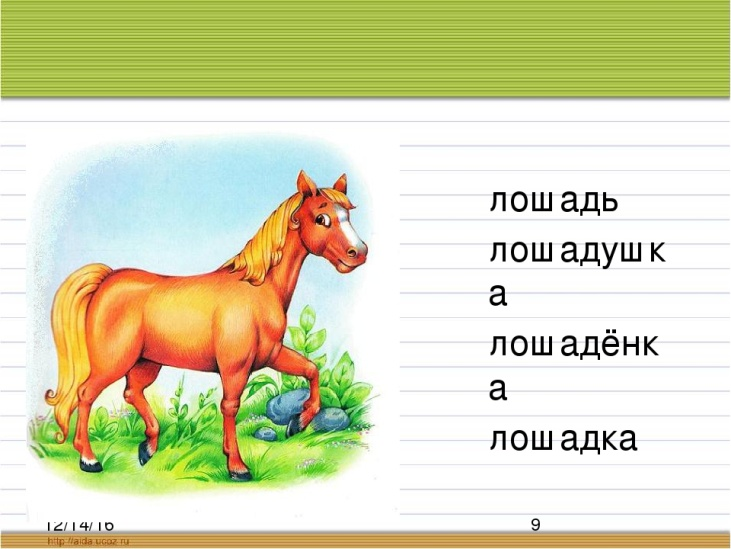 лошадь
лошадушк
а
лошадёнк
а
лошадка
12/14/16
9
http://aida.ucoz.ru